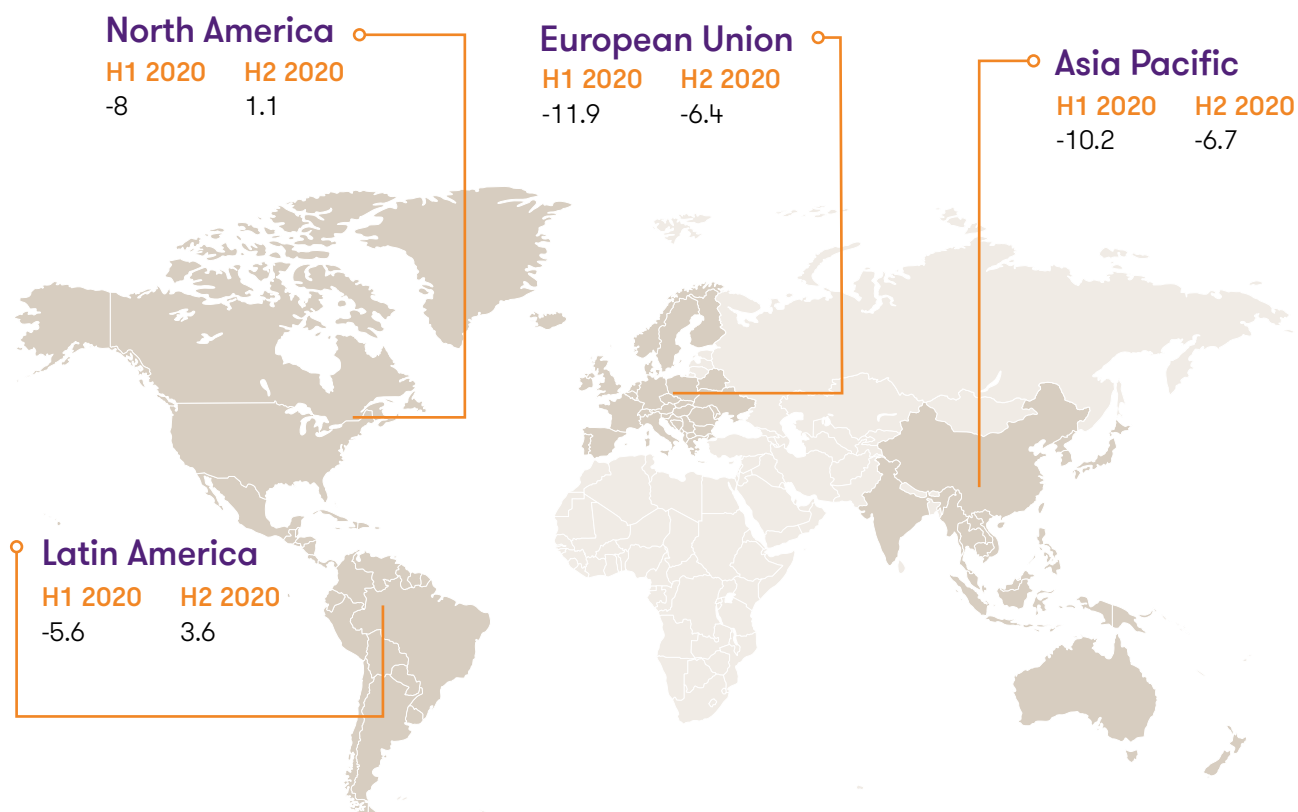 North America
H1 2020 H2 2020
-8 1.1
European Union
H1 2020 H2 2020
-11.9 -6.4
Asia Pacific
H1 2020 H2 2020
-10.2 -6.7
Latin America
H1 2020 H2 2020
-5.6 3.6